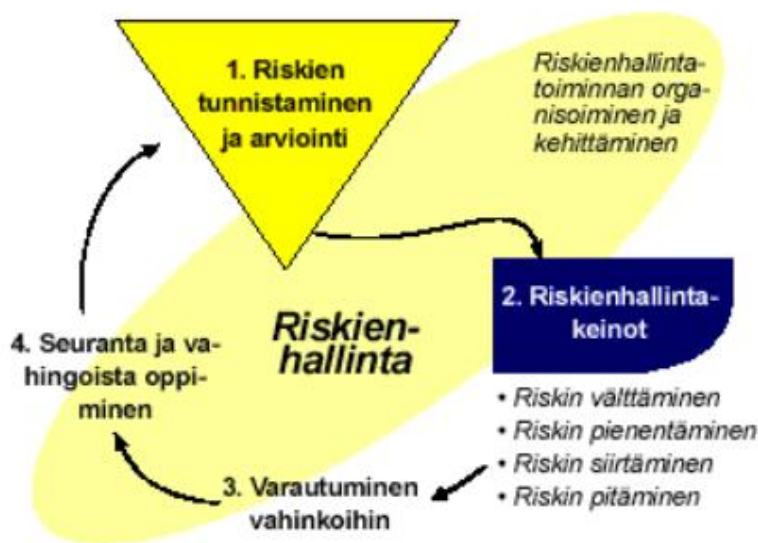 1. Riskien
tunnistaminen
ja arviointi
Riskienhallinta-
toiminnan orga-
nisoiminen ja
kehittäminen
2. Riskienhallinta-
keinot
• Riskin välttäminen
• Riskin pienentäminen
• Riskin siirtäminen
• Riskin pitäminen
3. Varautuminen
vahinkoihin
4. Seuranta ja va-
hingoista oppi-
minen
Riskien-
hallinta